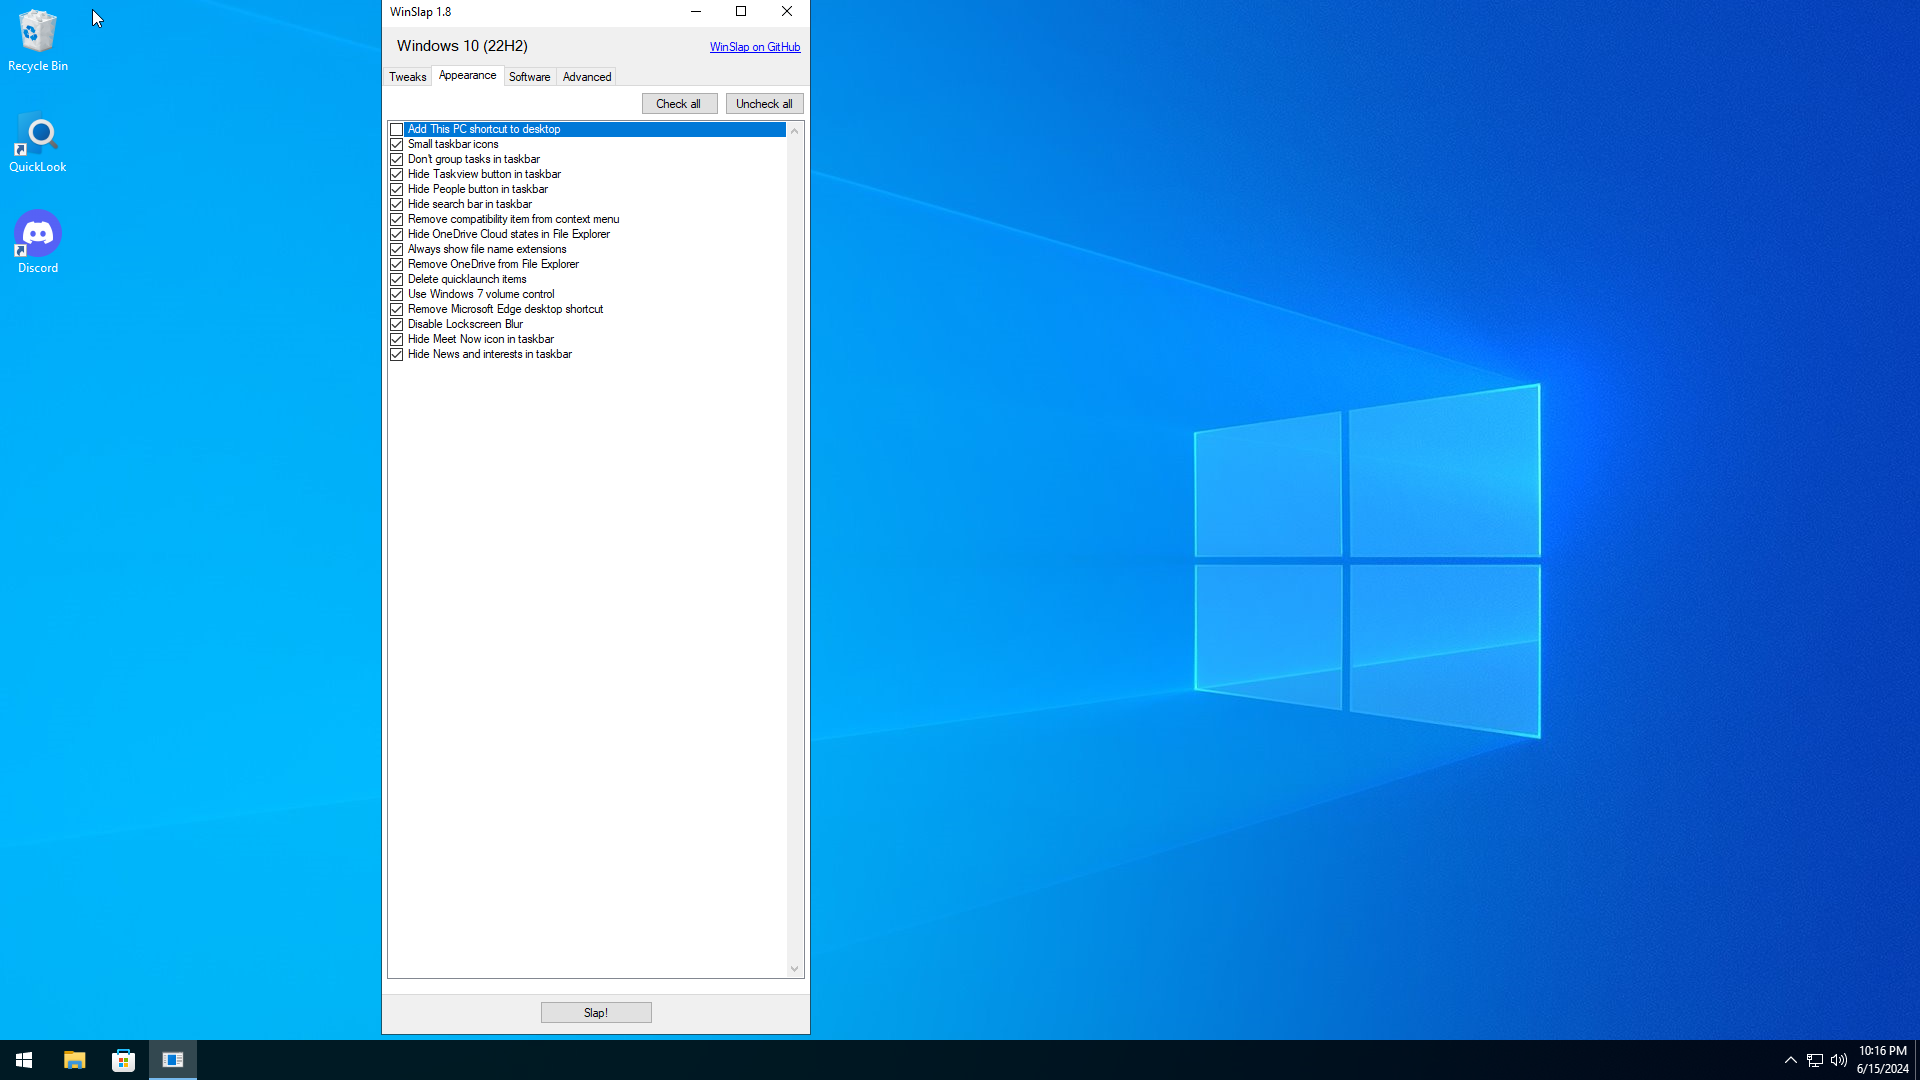 Recycle Bin
QuickLook
Discord
WinSlap 1.8
Windows 10 (22H2)
WinSlap on GitHub
Tweaks
Appearance
Software
Advanced
Check all
Uncheck all
Add This PC shortcut to desktop
Small taskbar icons
Don't group tasks in taskbar
Hide Taskview button in taskbar
Hide People button in taskbar
Hide search bar in taskbar
Remove compatibility item from context menu
Hide OneDrive Cloud states in File Explorer
Always show file name extensions
Remove OneDrive from File Explorer
Delete quicklaunch items
Use Windows 7 volume control
Remove Microsoft Edge desktop shortcut
Disable Lockscreen Blur
Hide Meet Now icon in taskbar
Hide News and interests in taskbar
Slap!
10:16 PM
6/15/2024